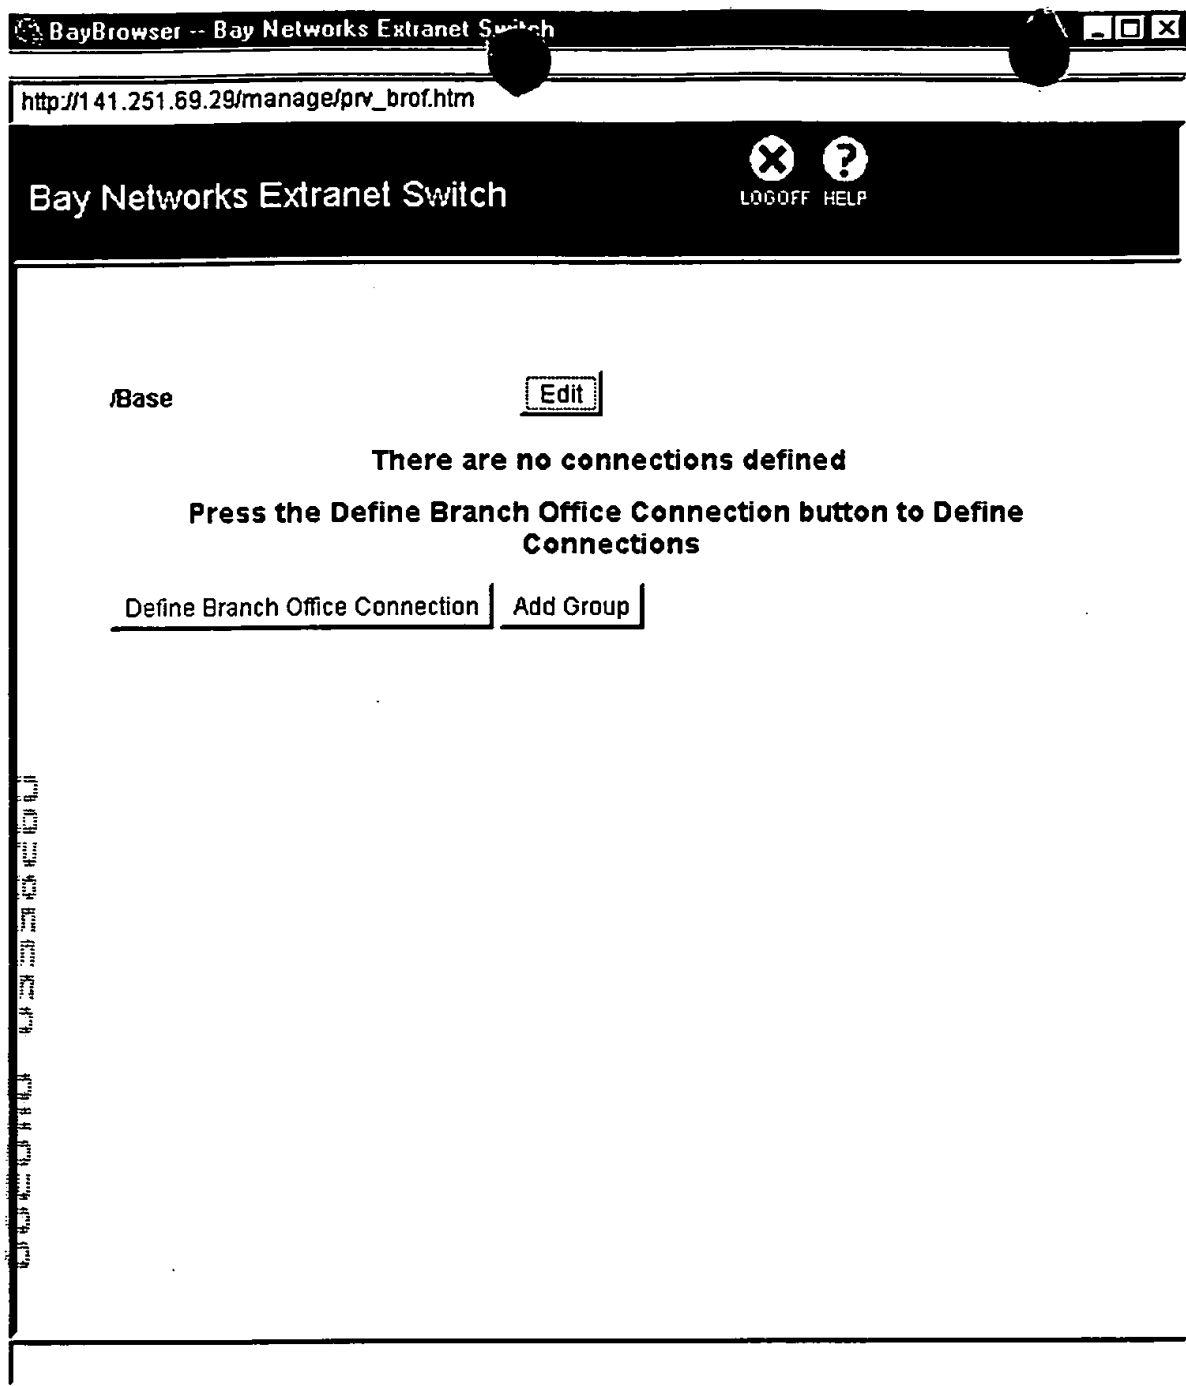 BayBrowser -- Bay Networks Extranet Switch
http://141.251.69.29/manage/prv_brof.htm
Bay Networks Extranet Switch
LOGOFF HELP
/Base Edit
There are no connections defined
Press the Define Branch Office Connection button to Define
Connections
Define Branch Office Connection Add Group